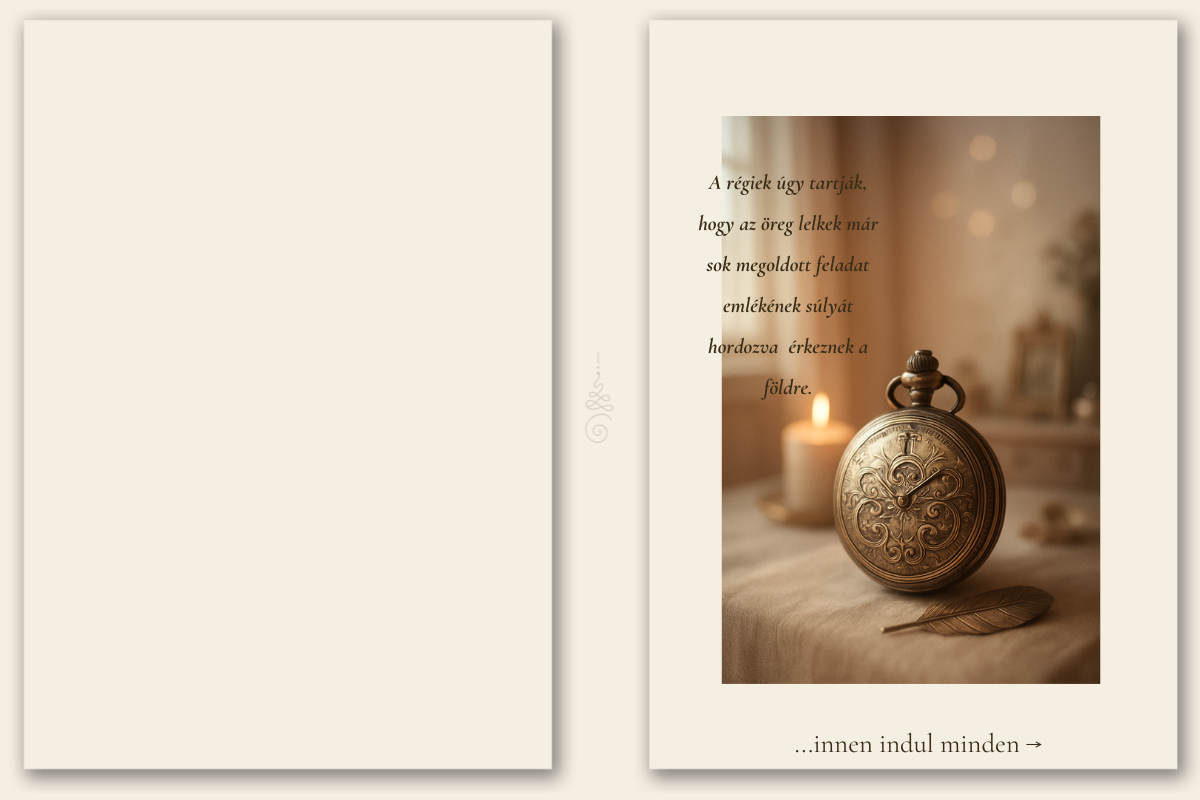 A régiek úgy tartják,
hogy az öreg lelkek már
sok megoldott feladat
emlékének súlyát
hordozva  érkeznek a
földre.
...innen indul minden →